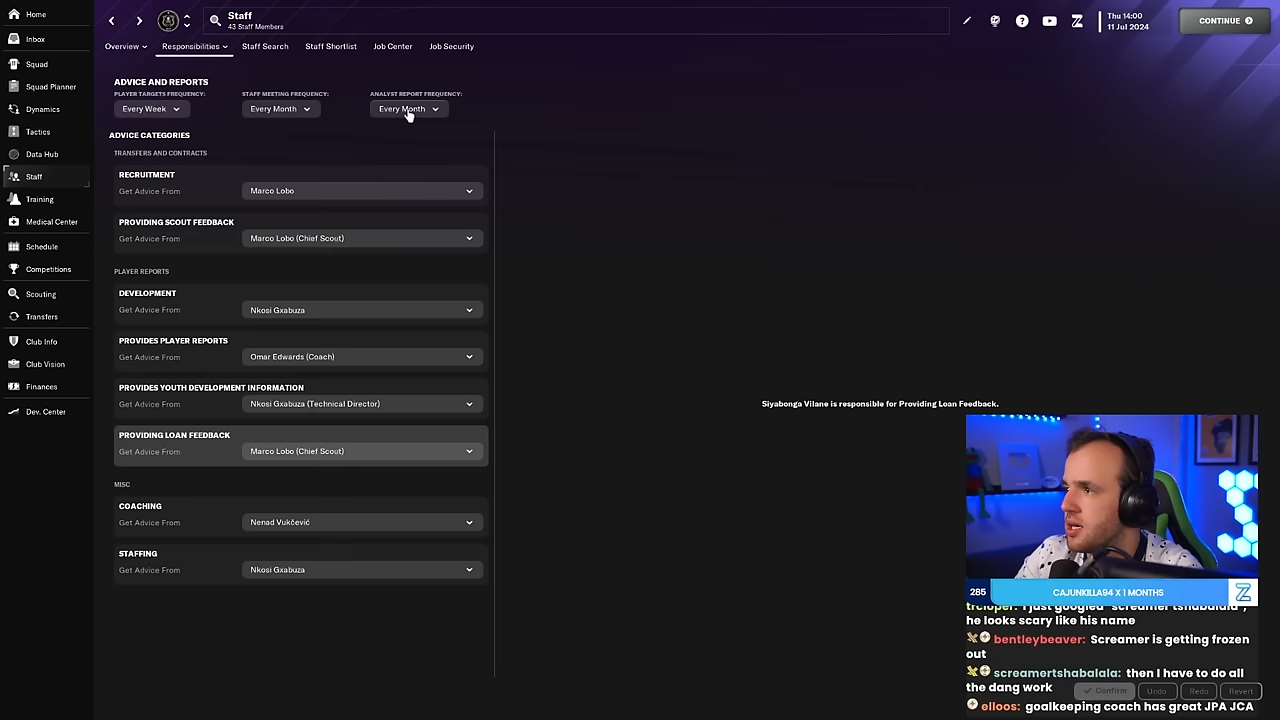 Home
Inbox
Squad
Squad Planner
Dynamics
Tactics
Data Hub
Staff
Training
Medical Center
Schedule
Competitions
Scouting
Transfers
Club Info
Club Vision
Finances
Dev. Center
Staff
43 Staff Members
Thu 14:00
11 Jul 2024
CONTINUE
Overview
Responsibilities
Staff Search
Staff Shortlist
Job Center
Job Security
ADVICE AND REPORTS
PLAYER TARGETS FREQUENCY:
STAFF MEETING FREQUENCY:
ANALYST REPORT FREQUENCY:
Every Week
Every Month
Every Month
ADVICE CATEGORIES
TRANSFERS AND CONTRACTS
RECRUITMENT
Get Advice From
Marco Lobo
PROVIDING SCOUT FEEDBACK
Get Advice From
Marco Lobo (Chief Scout)
PLAYER REPORTS
DEVELOPMENT
Get Advice From
Nkosi Gxabuza
PROVIDES PLAYER REPORTS
Get Advice From
Omar Edwards (Coach)
PROVIDES YOUTH DEVELOPMENT INFORMATION
Get Advice From
Nkosi Gxabuza (Technical Director)
PROVIDING LOAN FEEDBACK
Get Advice From
Marco Lobo (Chief Scout)
MISC
COACHING
Get Advice From
Nenad Vukčević
STAFFING
Get Advice From
Nkosi Gxabuza
Siyabonga Vilane is responsible for Providing Loan Feedback.
285
CAJUNKILLA94 X 1 MONTHS
trcloper: I just googled "screamer tshabalala",
he looks scary like his name
bentleybeaver: Screamer is getting frozen
out
screamertshabalala: then I have to do all
the dang work
Confirm
Undo
Redo
Revert
elloos: goalkeeping coach has great JPA JCA